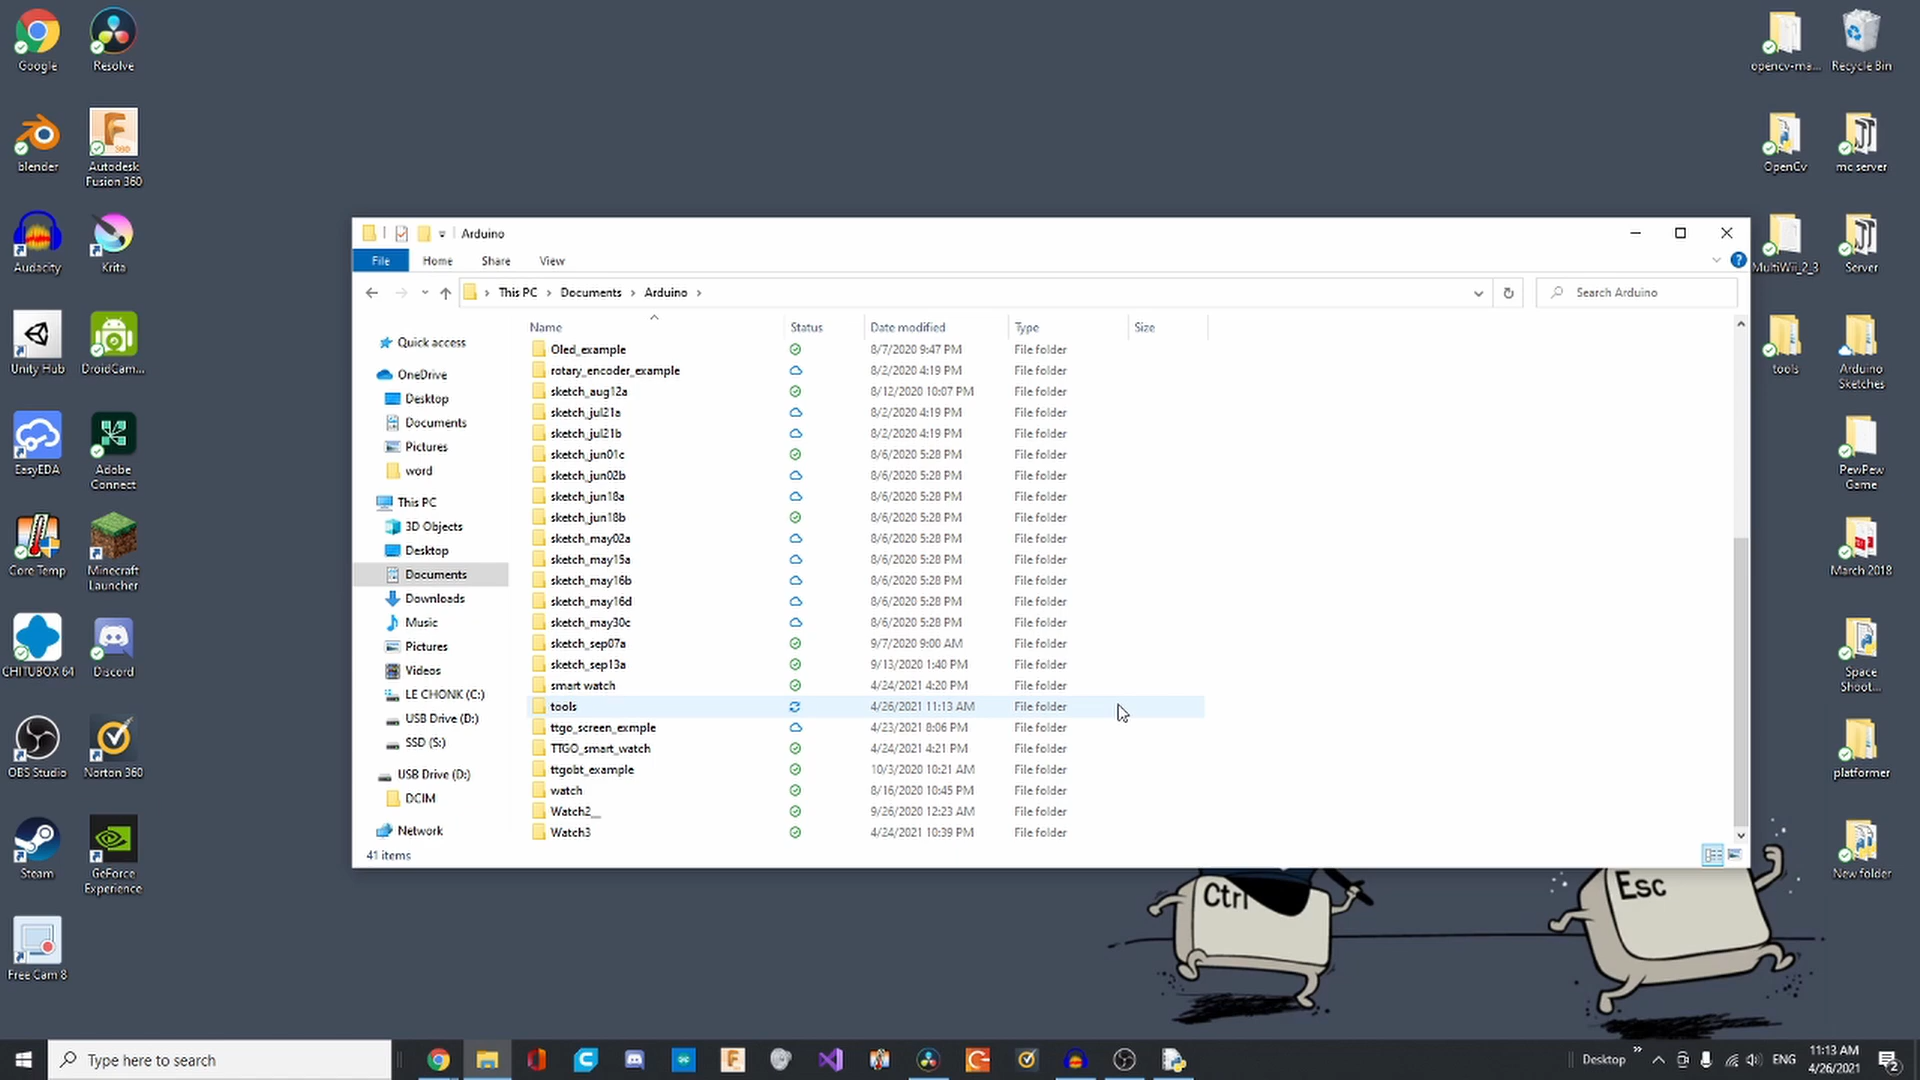 Google
Resolve
blender
Autodesk
Fusion 360
Audacity
Krita
Unity Hub
DroidCam...
EasyEDA
Adobe
Connect
Core Temp
Minecraft
Launcher
CHITUBOX 64
Discord
OBS Studio
Norton 360
Steam
GeForce
Experience
Free Cam 8
opencv-ma...
Recycle Bin
OpenCv
mc server
MultiWii_2_3
Server
tools
Arduino
Sketches
PewPew
Game
March 2018
Space
Shoot...
platformer
New folder
Arduino
File Home Share View
This PC Documents Arduino
Search Arduino
Quick access
OneDrive
Desktop
Documents
Pictures
word
This PC
3D Objects
Desktop
Documents
Downloads
Music
Pictures
Videos
LE CHONK (C:)
USB Drive (D:)
SSD (S:)
USB Drive (D:)
DCIM
Network
Name Status Date modified Type Size
Oled_example 8/7/2020 9:47 PM File folder
rotary_encoder_example 8/2/2020 4:19 PM File folder
sketch_aug12a 8/12/2020 10:07 PM File folder
sketch_jul21a 8/2/2020 4:19 PM File folder
sketch_jul21b 8/2/2020 4:19 PM File folder
sketch_jun01c 8/6/2020 5:28 PM File folder
sketch_jun02b 8/6/2020 5:28 PM File folder
sketch_jun18a 8/6/2020 5:28 PM File folder
sketch_jun18b 8/6/2020 5:28 PM File folder
sketch_may02a 8/6/2020 5:28 PM File folder
sketch_may15a 8/6/2020 5:28 PM File folder
sketch_may16b 8/6/2020 5:28 PM File folder
sketch_may16d 8/6/2020 5:28 PM File folder
sketch_may30c 8/6/2020 5:28 PM File folder
sketch_sep07a 9/7/2020 9:00 AM File folder
sketch_sep13a 9/13/2020 1:40 PM File folder
smart watch 4/24/2021 4:20 PM File folder
tools 4/26/2021 11:13 AM File folder
ttgo_screen_exmple 4/23/2021 8:06 PM File folder
TTGO_smart_watch 4/24/2021 4:21 PM File folder
ttgobt_example 10/3/2020 10:21 AM File folder
watch 8/16/2020 10:45 PM File folder
Watch2__ 9/26/2020 12:23 AM File folder
Watch3 4/24/2021 10:39 PM File folder
41 items
Ctrl
Esc
Type here to search
Desktop
ENG
11:13 AM
4/26/2021
2